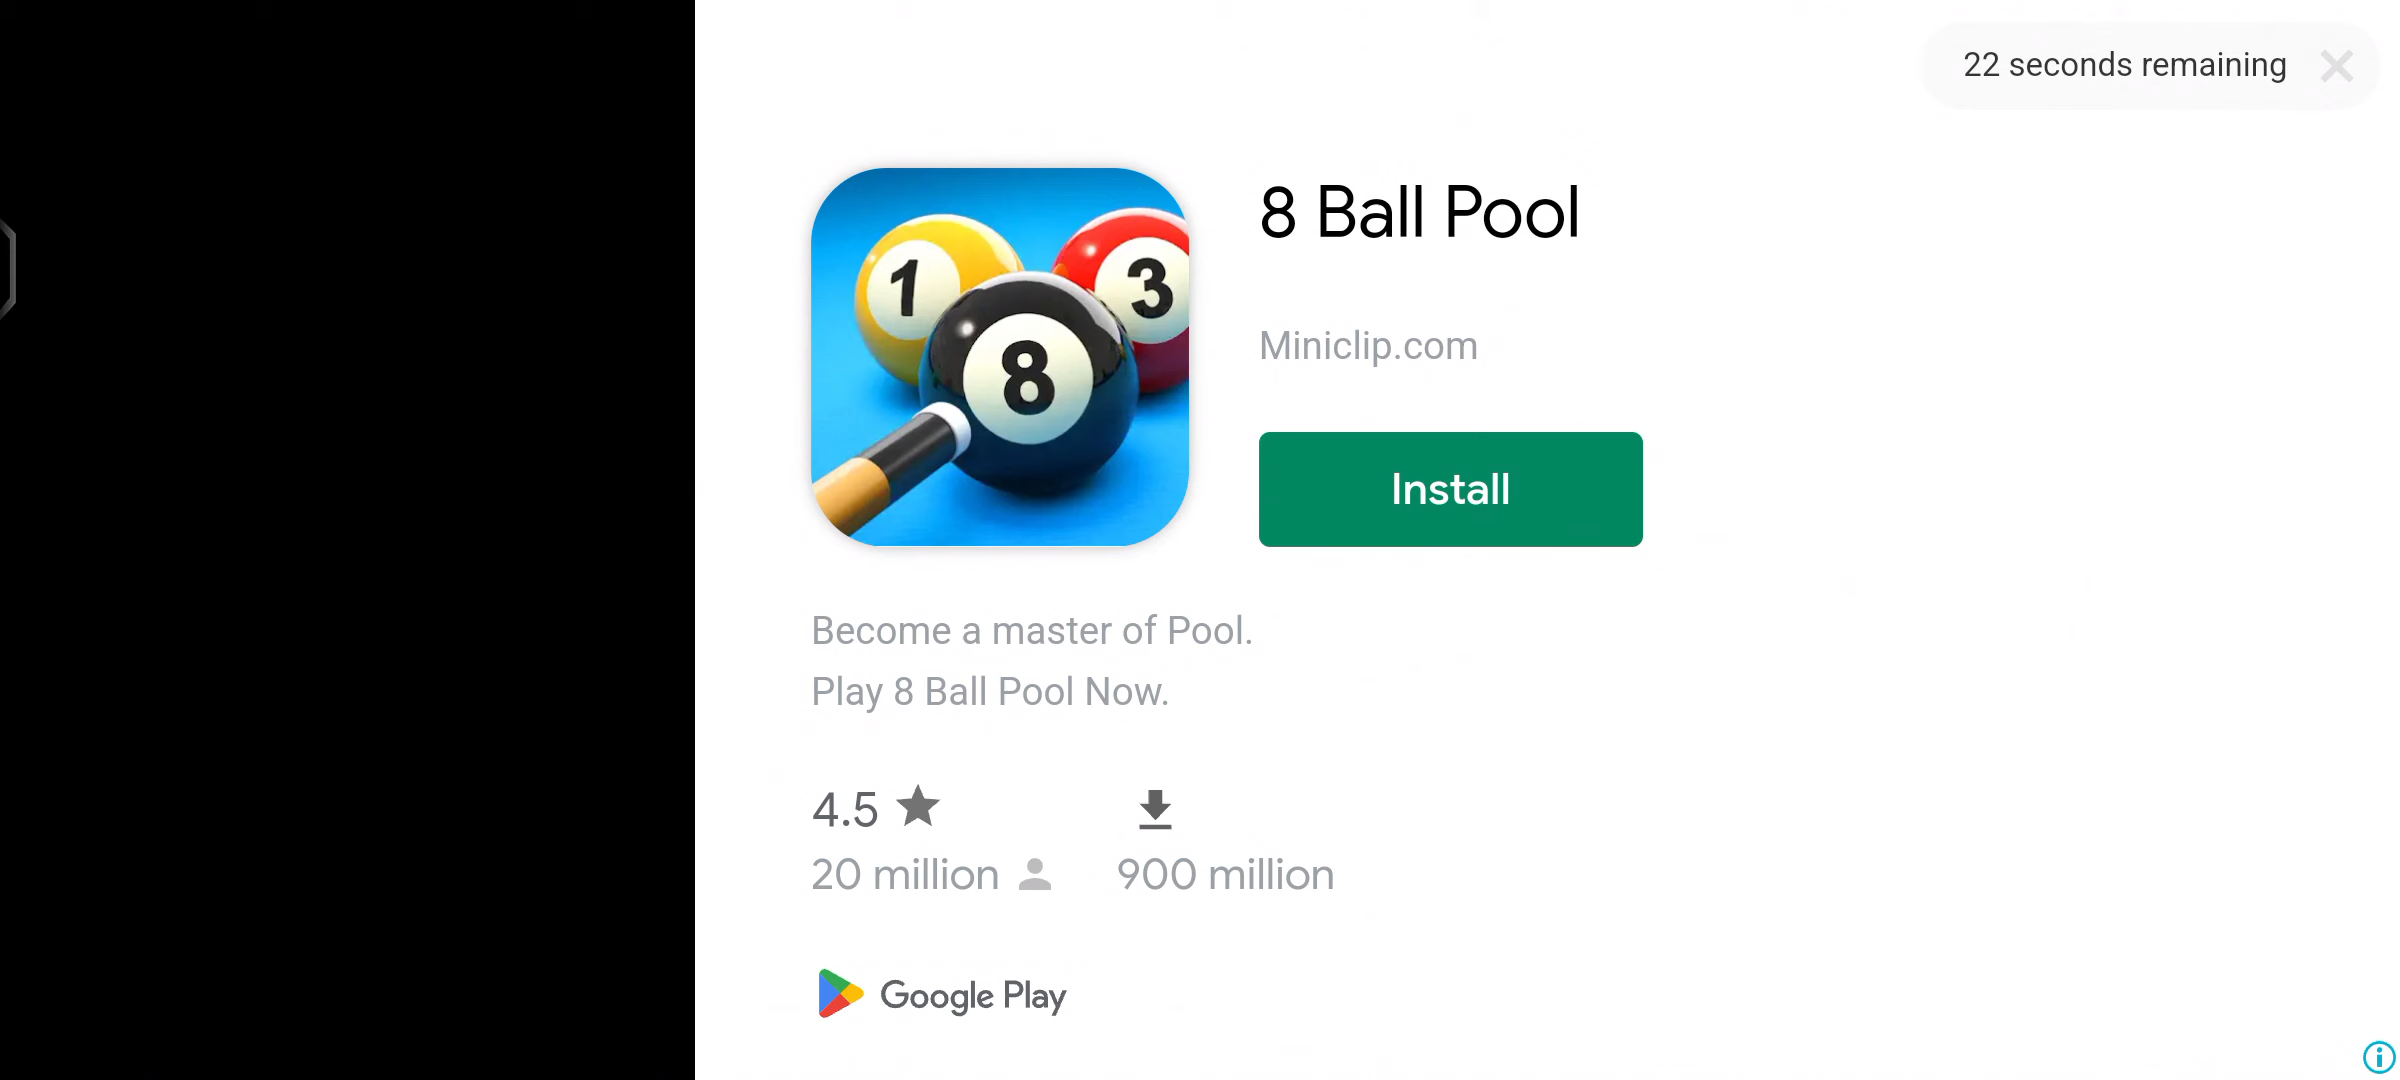 22 seconds remaining
1
3
8
8 Ball Pool
Miniclip.com
Install
Become a master of Pool.
Play 8 Ball Pool Now.
4.5
20 million
900 million
Google Play